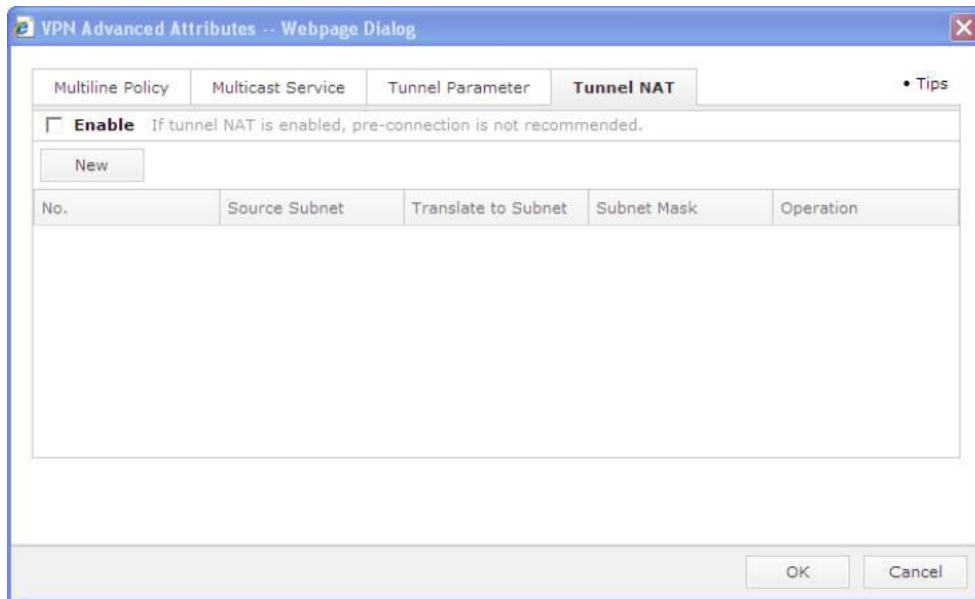 VPN Advanced Attributes -- Webpage Dialog
Multiline Policy Multicast Service Tunnel Parameter Tunnel NAT • Tips
Enable If tunnel NAT is enabled, pre-connection is not recommended.
New
No. Source Subnet Translate to Subnet Subnet Mask Operation
OK Cancel